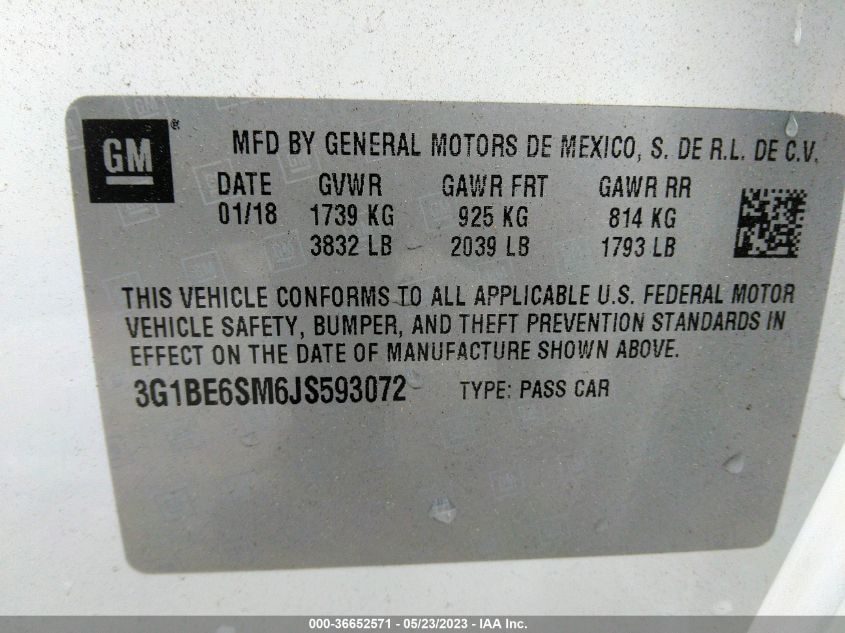 GM®
MFD BY GENERAL MOTORS DE MEXICO, S. DE R.L. DE C.V.
DATE GVWR GAWR FRT GAWR RR
01/18 1739 KG 925 KG 814 KG
3832 LB 2039 LB 1793 LB
THIS VEHICLE CONFORMS TO ALL APPLICABLE U.S. FEDERAL MOTOR
VEHICLE SAFETY, BUMPER, AND THEFT PREVENTION STANDARDS IN
EFFECT ON THE DATE OF MANUFACTURE SHOWN ABOVE.
3G1BE6SM6JS593072 TYPE: PASS CAR
000-36652571 - 05/23/2023 - IAA Inc.